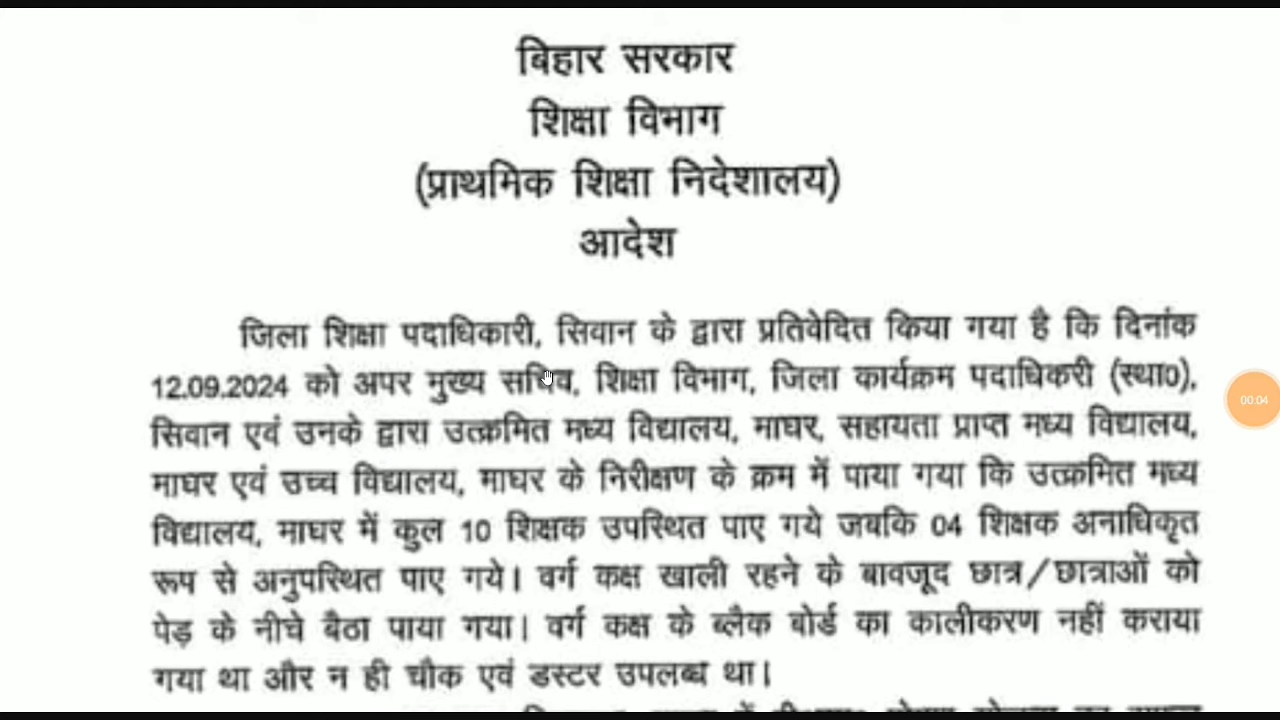 बिहार सरकार
शिक्षा विभाग
(प्राथमिक शिक्षा निदेशालय)
आदेश
जिला शिक्षा पदाधिकारी, सिवान के द्वारा प्रतिवेदित किया गया है कि दिनांक
12.09.2024 को अपर मुख्य सचिव, शिक्षा विभाग, जिला कार्यक्रम पदाधिकरी (स्था0),
सिवान एवं उनके द्वारा उत्क्रमित मध्य विद्यालय, माघर, सहायता प्राप्त मध्य विद्यालय,
माघर एवं उच्च विद्यालय, माघर के निरीक्षण के क्रम में पाया गया कि उत्क्रमित मध्य
विद्यालय, माघर में कुल 10 शिक्षक उपस्थित पाए गये जबकि 04 शिक्षक अनाधिकृत
रूप से अनुपस्थित पाए गये। वर्ग कक्ष खाली रहने के बावजूद छात्र/छात्राओं को
पेड़ के नीचे बैठा पाया गया। वर्ग कक्ष के ब्लैक बोर्ड का कालीकरण नहीं कराया
गया था और न ही चौक एवं डस्टर उपलब्ध था।
00:04